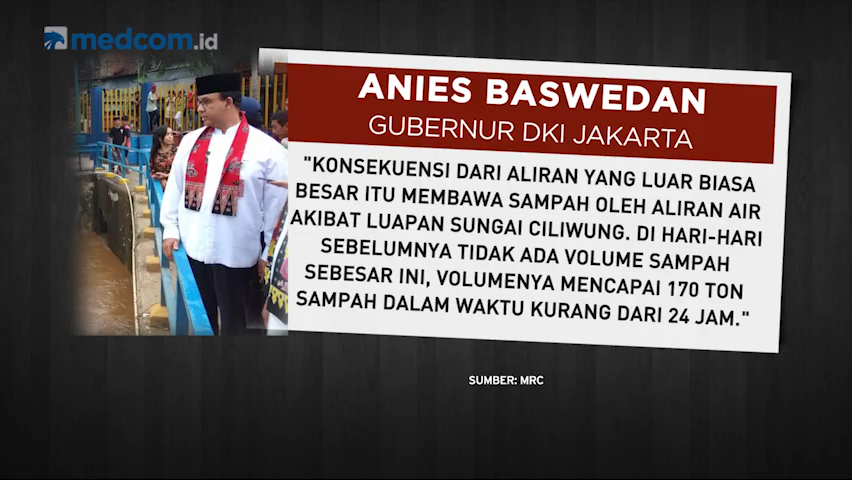 medcom.id
ANIES BASWEDAN
GUBERNUR DKI JAKARTA
"KONSEKUENSI DARI ALIRAN YANG LUAR BIASA
BESAR ITU MEMBAWA SAMPAH OLEH ALIRAN AIR
AKIBAT LUAPAN SUNGAI CILIWUNG. DI HARI-HARI
SEBELUMNYA TIDAK ADA VOLUME SAMPAH
SEBESAR INI, VOLUMENYA MENCAPAI 170 TON
SAMPAH DALAM WAKTU KURANG DARI 24 JAM."
SUMBER: MRC